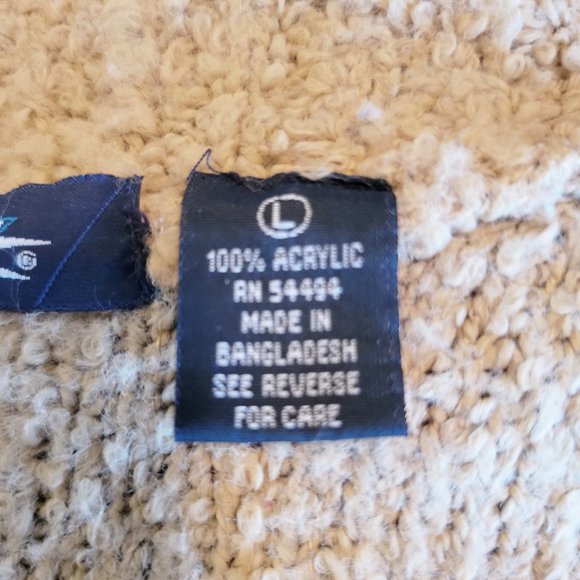 L
100% ACRYLIC
RN 54494
MADE IN
BANGLADESH
SEE REVERSE
FOR CARE
®